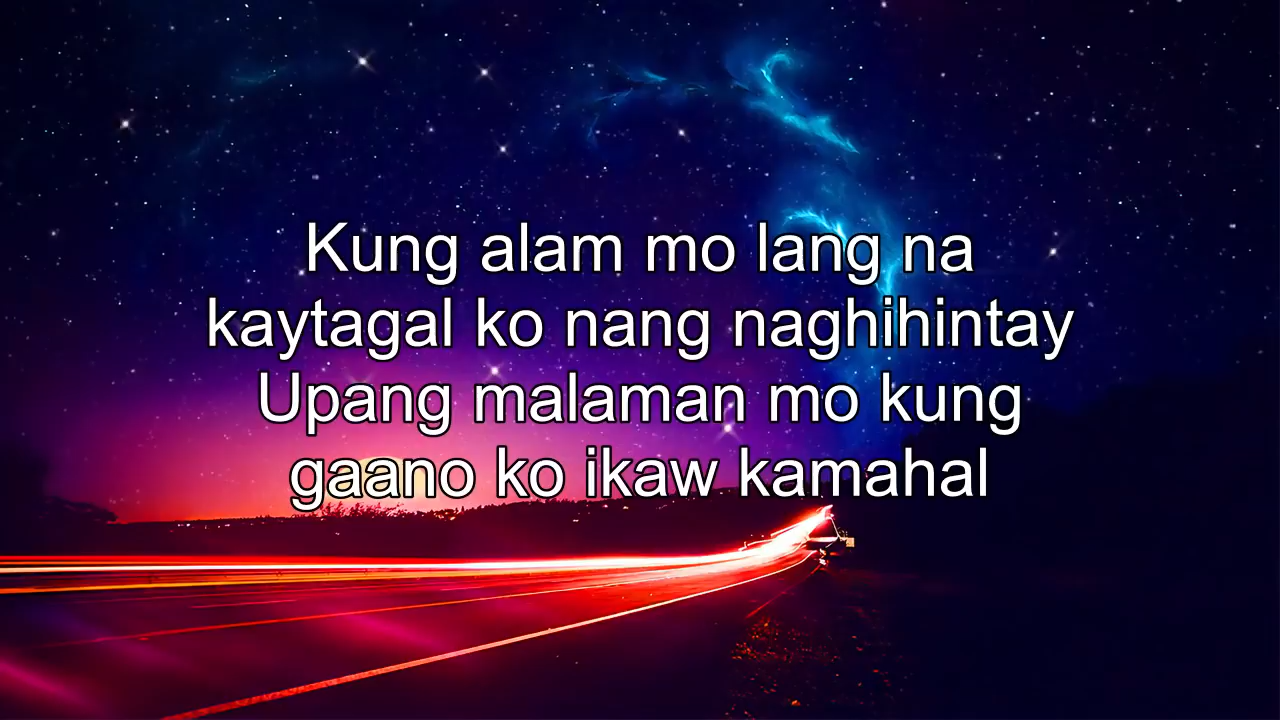 Kung alam mo lang na
kaytagal ko nang naghihintay
Upang malaman mo kung
gaano ko ikaw kamahal